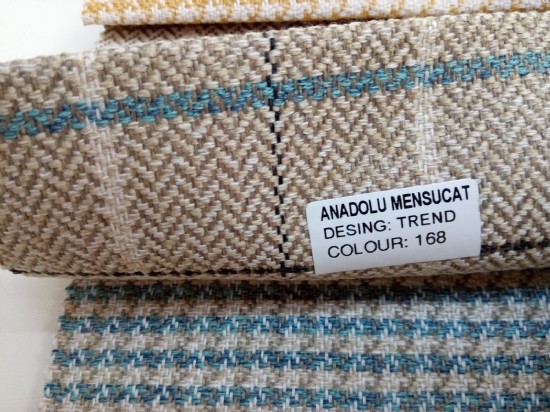 ANADOLU MENSUCAT
DESING: TREND
COLOUR: 168